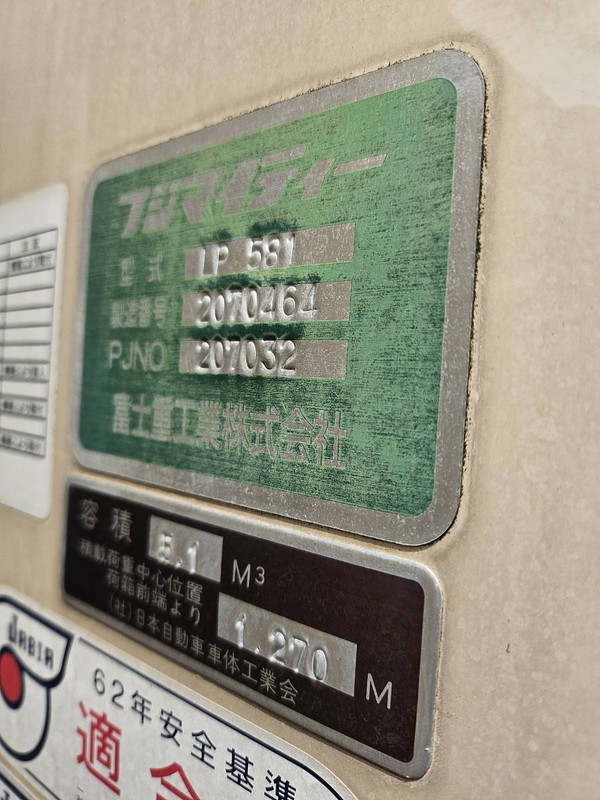 フジマイティー
型式 LP 581
製造番号 2070464
PJNO 207032
富士重工業株式会社
容積 5.1 M³
積載荷重中心位置
荷箱前端より 1.270 M
(社)日本自動車車体工業会
JABIA
62年安全基準
適合